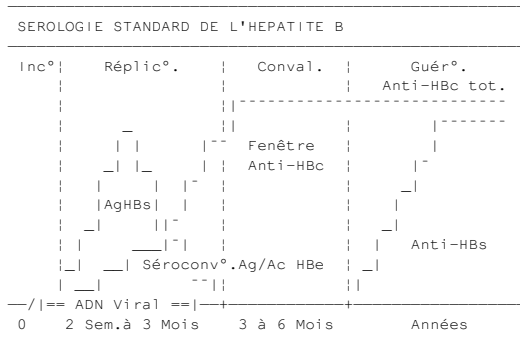 SEROLOGIE STANDARD DE L'HEPATITE B
Inc° Réplic°. Conval. Guér°.
Anti-HBc tot.
Fenêtre
Anti-HBc
AgHBs
Anti-HBs
Séroconv°.Ag/Ac HBe
ADN Viral
0 2 Sem.à 3 Mois 3 à 6 Mois Années